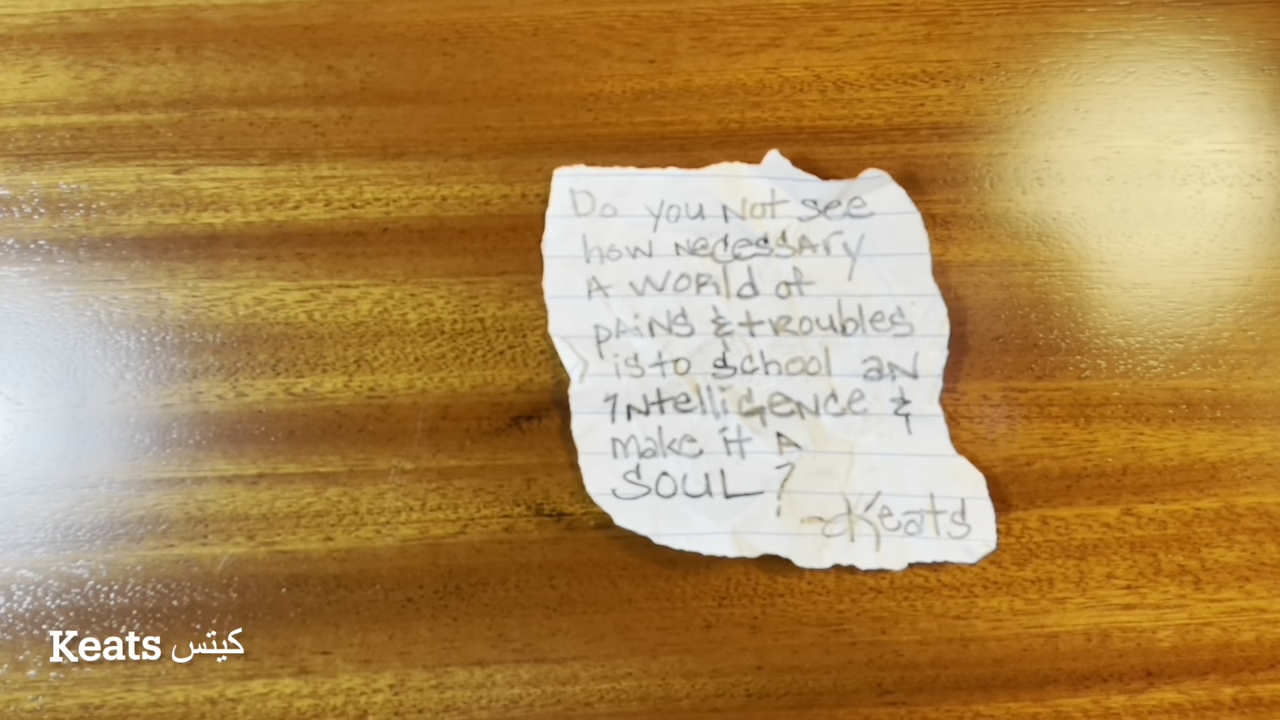 Do you Not see
how necessary
A WORld of
pAiNS & tRoubles
is to School aN
INtelligeNce &
make it A
SOUL?
-Keats
Keats كيتس